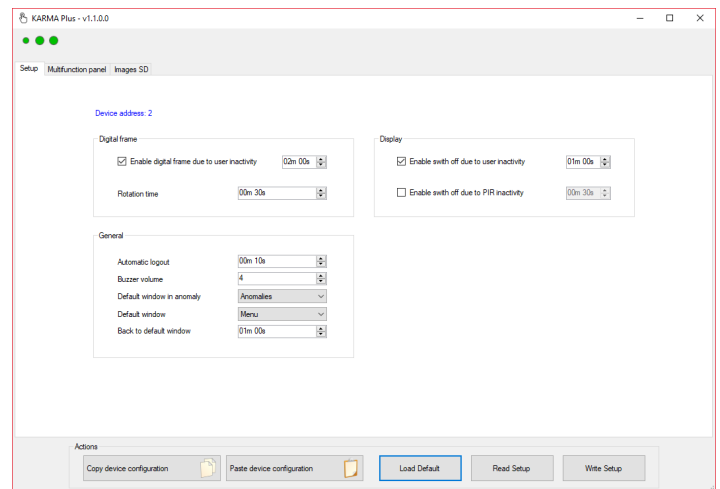 KARMA Plus - v1.1.0.0
Setup Multifunction panel Images SD
Device address: 2
Digital frame
Enable digital frame due to user inactivity 02m 00s
Rotation time 00m 30s
Display
Enable swith off due to user inactivity 01m 00s
Enable swith off due to PIR inactivity 00m 30s
General
Automatic logout 00m 10s
Buzzer volume 4
Default window in anomaly Anomalies
Default window Menu
Back to default window 01m 00s
Actions
Copy device configuration Paste device configuration Load Default Read Setup Write Setup